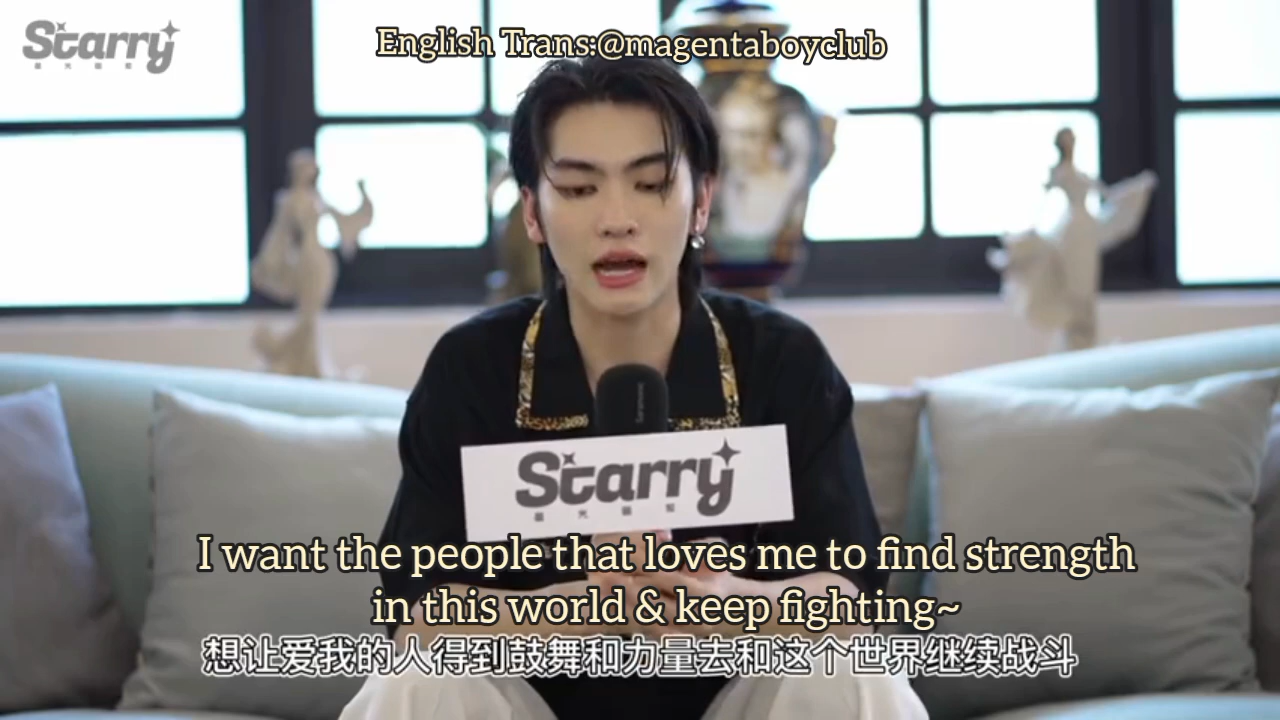 Starry
English Trans:@magentaboyclub
Starry
I want the people that loves me to find strength
in this world & keep fighting~
想让爱我的人得到鼓舞和力量去和这个世界继续战斗